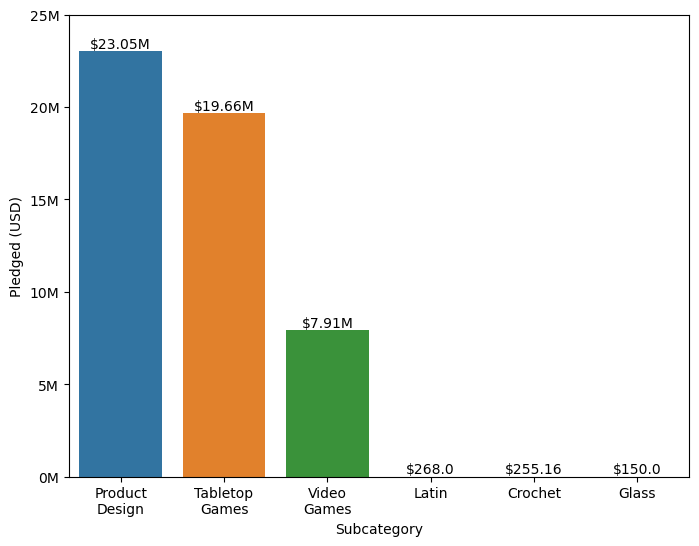 25M
$23.05M
20M
$19.66M
15M
Pledged (USD)
10M
$7.91M
5M
$268.0
$255.16
$150.0
0M
Product
Design
Tabletop
Games
Video
Games
Latin
Crochet
Glass
Subcategory